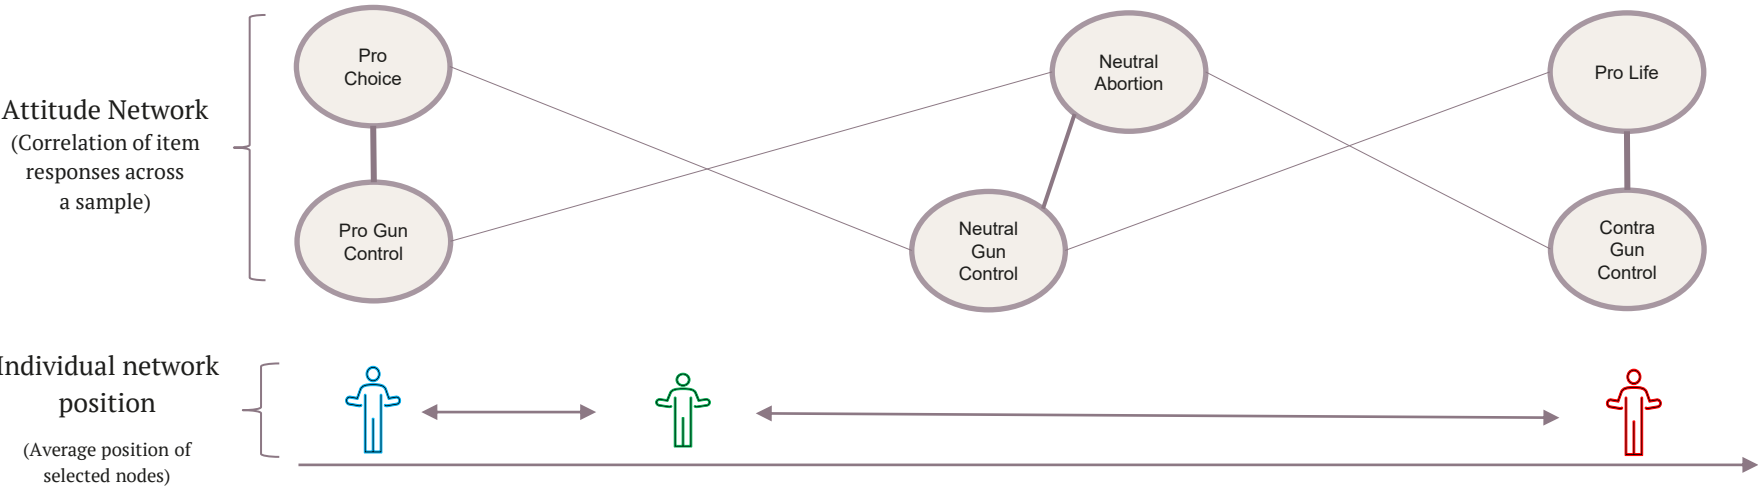 Attitude Network
(Correlation of item
responses across
a sample)
Pro
Choice
Neutral
Abortion
Pro Life
Pro Gun
Control
Neutral
Gun
Control
Contra
Gun
Control
Individual network
position
(Average position of
selected nodes)